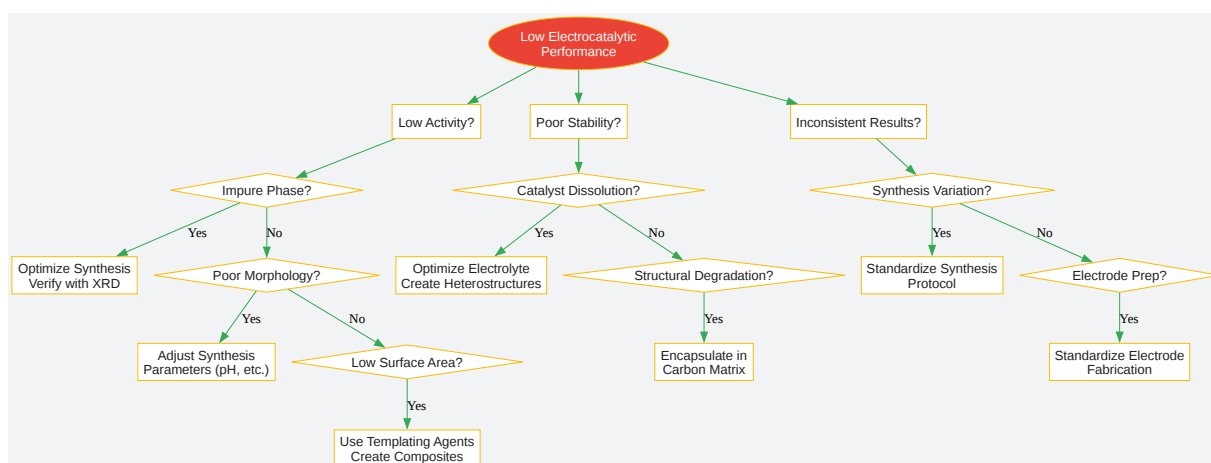 Low Electrocatalytic
Performance
Low Activity?
Poor Stability?
Inconsistent Results?
Impure Phase?
Catalyst Dissolution?
Synthesis Variation?
Yes
No
Yes
No
Yes
No
Optimize Synthesis
Verify with XRD
Poor Morphology?
Optimize Electrolyte
Create Heterostructures
Structural Degradation?
Standardize Synthesis
Protocol
Electrode Prep?
Yes
No
Yes
Yes
Adjust Synthesis
Parameters (pH, etc.)
Low Surface Area?
Encapsulate in
Carbon Matrix
Standardize Electrode
Fabrication
Yes
Use Templating Agents
Create Composites